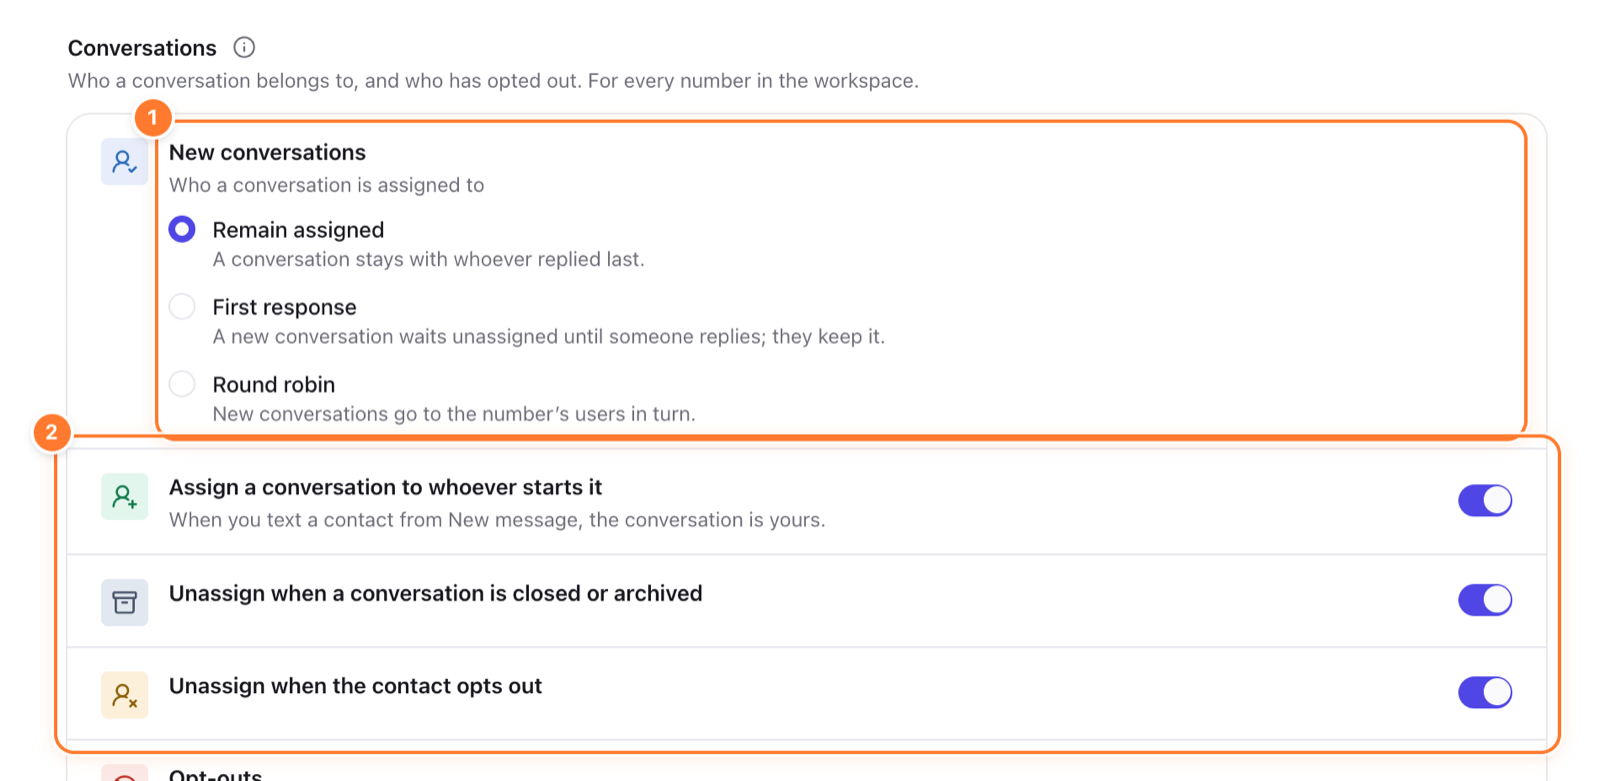 Conversations
Who a conversation belongs to, and who has opted out. For every number in the workspace.
1
New conversations
Who a conversation is assigned to
Remain assigned
A conversation stays with whoever replied last.
First response
A new conversation waits unassigned until someone replies; they keep it.
Round robin
New conversations go to the number’s users in turn.
2
Assign a conversation to whoever starts it
When you text a contact from New message, the conversation is yours.
Unassign when a conversation is closed or archived
Unassign when the contact opts out
Opt-outs